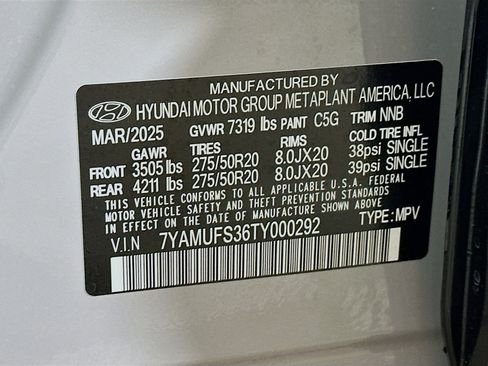 MANUFACTURED BY
HYUNDAI MOTOR GROUP METAPLANT AMERICA, LLC
MAR/2025 GVWR 7319 lbs PAINT C5G TRIM NNB
GAWR TIRES RIMS COLD TIRE INFL
FRONT 3505 lbs 275/50R20 8.0JX20 38psi SINGLE
REAR 4211 lbs 275/50R20 8.0JX20 39psi SINGLE
THIS VEHICLE CONFORMS TO ALL APPLICABLE U.S.A. FEDERAL
MOTOR VEHICLE SAFETY AND THEFT PREVENTION STANDARDS
IN EFFECT ON THE DATE OF MANUFACTURE SHOWN ABOVE.
V.I.N 7YAMUFS36TY000292 TYPE: MPV